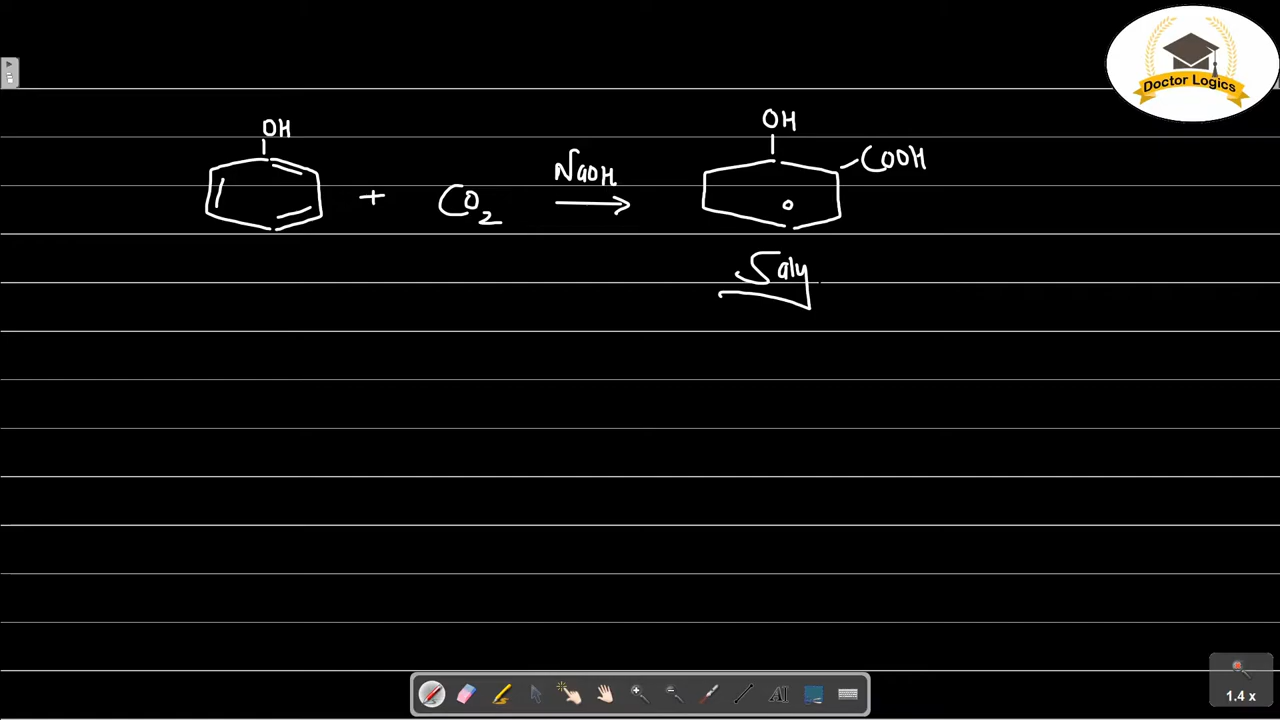 Doctor Logics
OH + CO2 NaOH → OH COOH
Saly
1.4 x